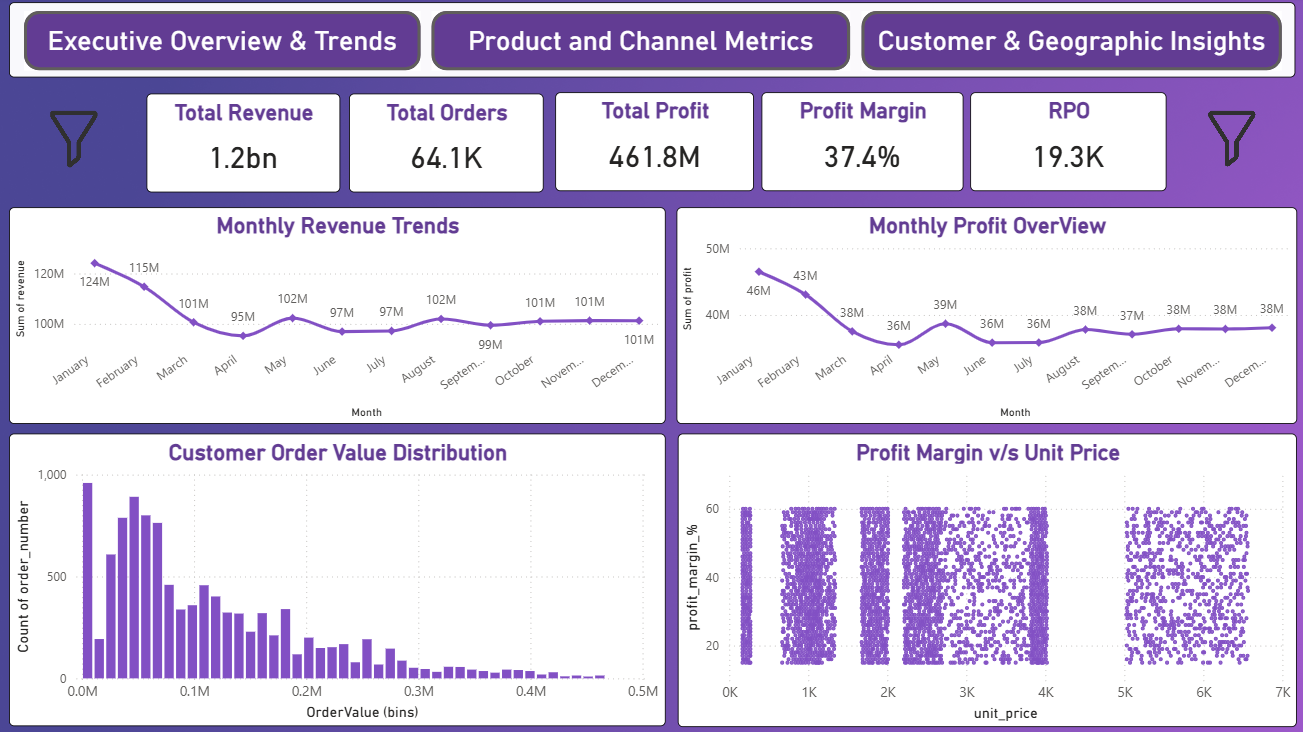 Executive Overview & Trends
Product and Channel Metrics
Customer & Geographic Insights
Total Revenue
1.2bn
Total Orders
64.1K
Total Profit
461.8M
Profit Margin
37.4%
RPO
19.3K
Monthly Revenue Trends
Sum of revenue
120M
100M
124M
115M
101M
95M
102M
97M
97M
102M
99M
101M
101M
101M
January
February
March
April
May
June
July
August
Septem...
October
Novem...
Decem...
Month
Monthly Profit OverView
Sum of profit
50M
40M
46M
43M
38M
36M
39M
36M
36M
38M
37M
38M
38M
38M
January
February
March
April
May
June
July
August
Septem...
October
Novem...
Decem...
Month
Customer Order Value Distribution
Count of order_number
1,000
500
0
0.0M
0.1M
0.2M
0.3M
0.4M
0.5M
OrderValue (bins)
Profit Margin v/s Unit Price
profit_margin_%
60
40
20
0K
1K
2K
3K
4K
5K
6K
7K
unit_price